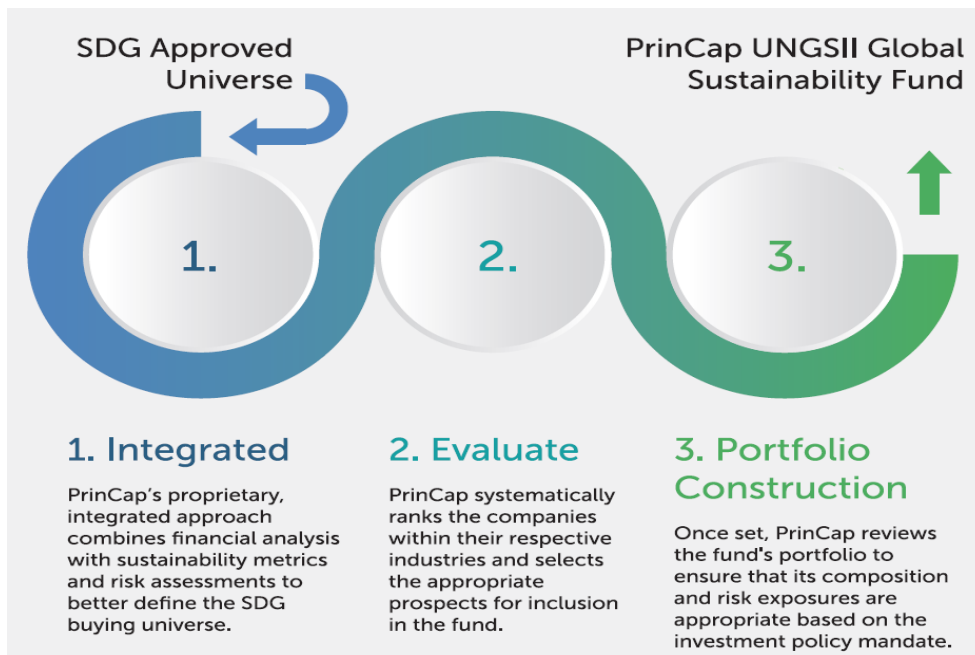 SDG Approved
Universe
PrinCap UNGSII Global
Sustainability Fund
1.
2.
3.
1. Integrated
PrinCap's proprietary,
integrated approach
combines financial analysis
with sustainability metrics
and risk assessments to
better define the SDG
buying universe.
2. Evaluate
PrinCap systematically
ranks the companies
within their respective
industries and selects
the appropriate
prospects for inclusion
in the fund.
3. Portfolio
Construction
Once set, PrinCap reviews
the fund's portfolio to
ensure that its composition
and risk exposures are
appropriate based on the
investment policy mandate.